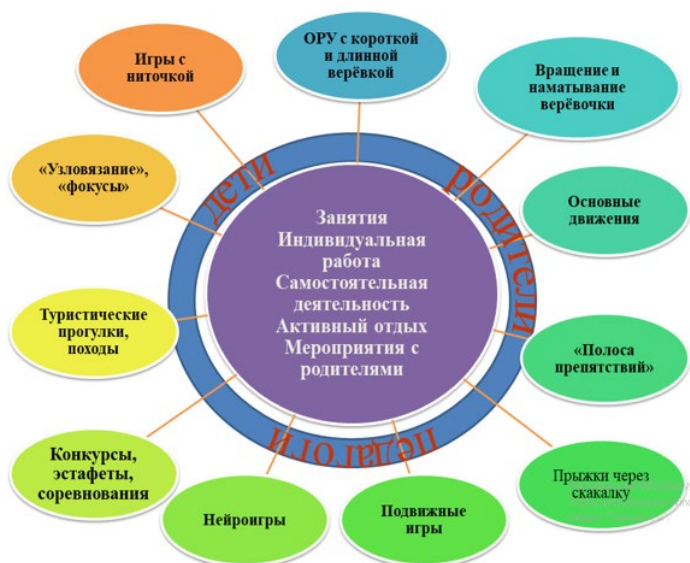 ОРУ с короткой
и длинной
верёвкой
Вращение и
наматывание
верёвочки
Основные
движения
«Полоса
препятствий»
Прыжки через
скакалку
Подвижные
игры
Нейроигры
Конкурсы,
эстафеты,
соревнования
Туристические
прогулки,
походы
«Узловязание»,
«фокусы»
Игры с
ниточкой
дети
родители
педагоги
Занятия
Индивидуальная
работа
Самостоятельная
деятельность
Активный отдых
Мероприятия с
родителями